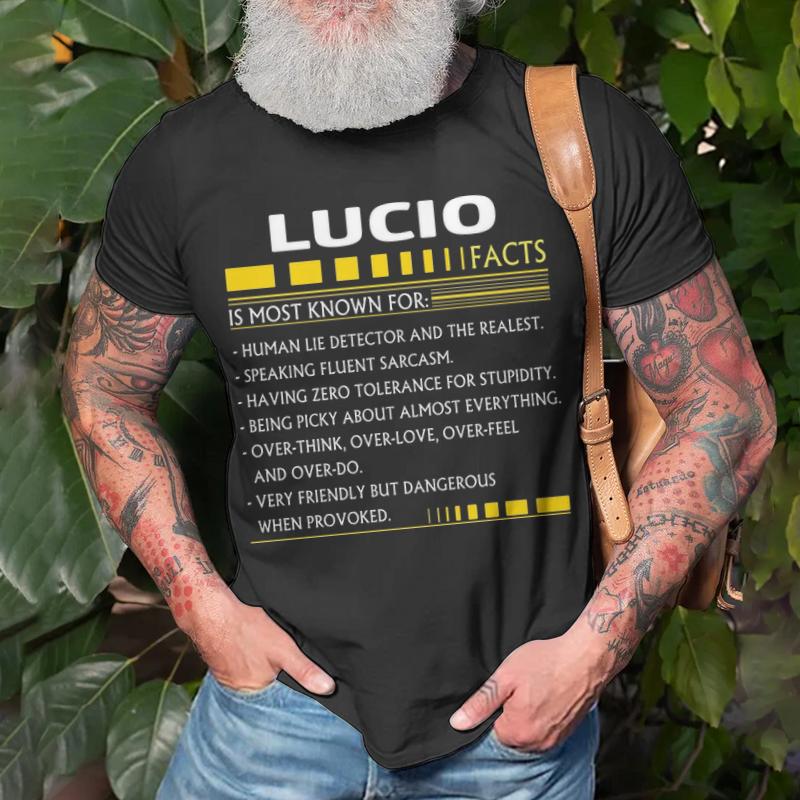 LUCIO
FACTS
IS MOST KNOWN FOR:
- HUMAN LIE DETECTOR AND THE REALEST.
- SPEAKING FLUENT SARCASM.
- HAVING ZERO TOLERANCE FOR STUPIDITY.
- BEING PICKY ABOUT ALMOST EVERYTHING.
- OVER-THINK, OVER-LOVE, OVER-FEEL
AND OVER-DO.
- VERY FRIENDLY BUT DANGEROUS
WHEN PROVOKED.